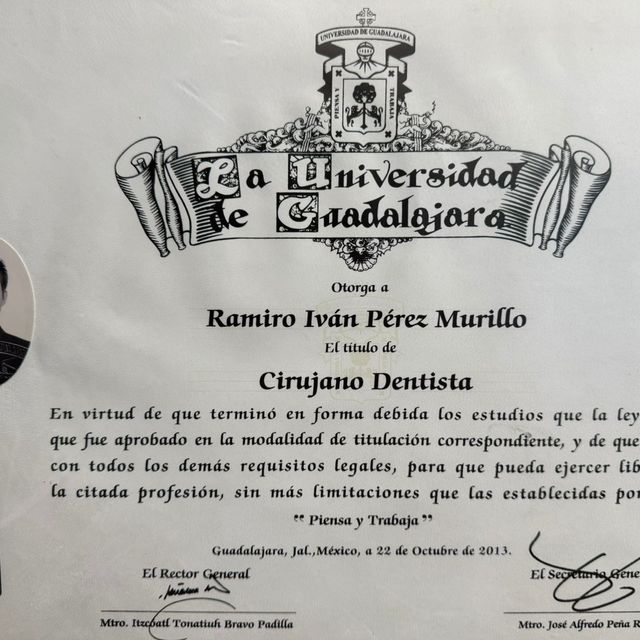 UNIVERSIDAD DE GUADALAJARA
PIENSA Y TRABAJA
La Universidad
de Guadalajara
Otorga a
Ramiro Iván Pérez Murillo
El título de
Cirujano Dentista
En virtud de que terminó en forma debida los estudios que la ley
que fue aprobado en la modalidad de titulación correspondiente, y de que
con todos los demás requisitos legales, para que pueda ejercer lib
la citada profesión, sin más limitaciones que las establecidas por
"Piensa y Trabaja"
Guadalajara, Jal.,México, a 22 de Octubre de 2013.
El Rector General
El Secretario Gene
Mtro. Itzcoatl Tonatiuh Bravo Padilla
Mtro. José Alfredo Peña R